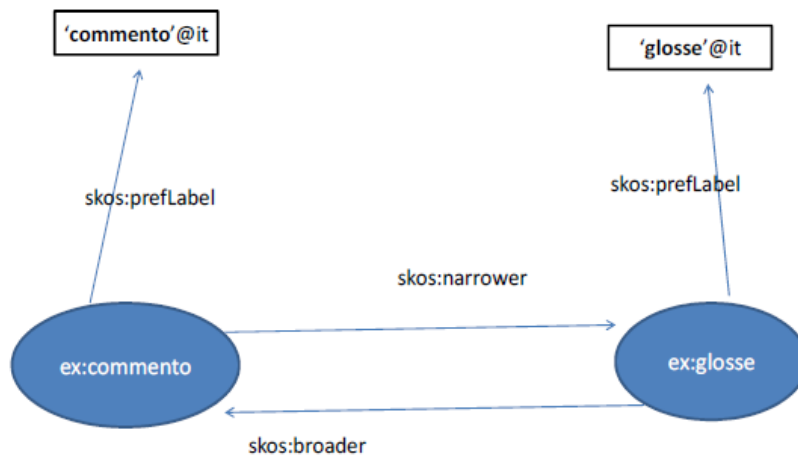 ‘commento’@it
‘glosse’@it
skos:prefLabel
skos:prefLabel
skos:narrower
ex:commento
ex:glosse
skos:broader